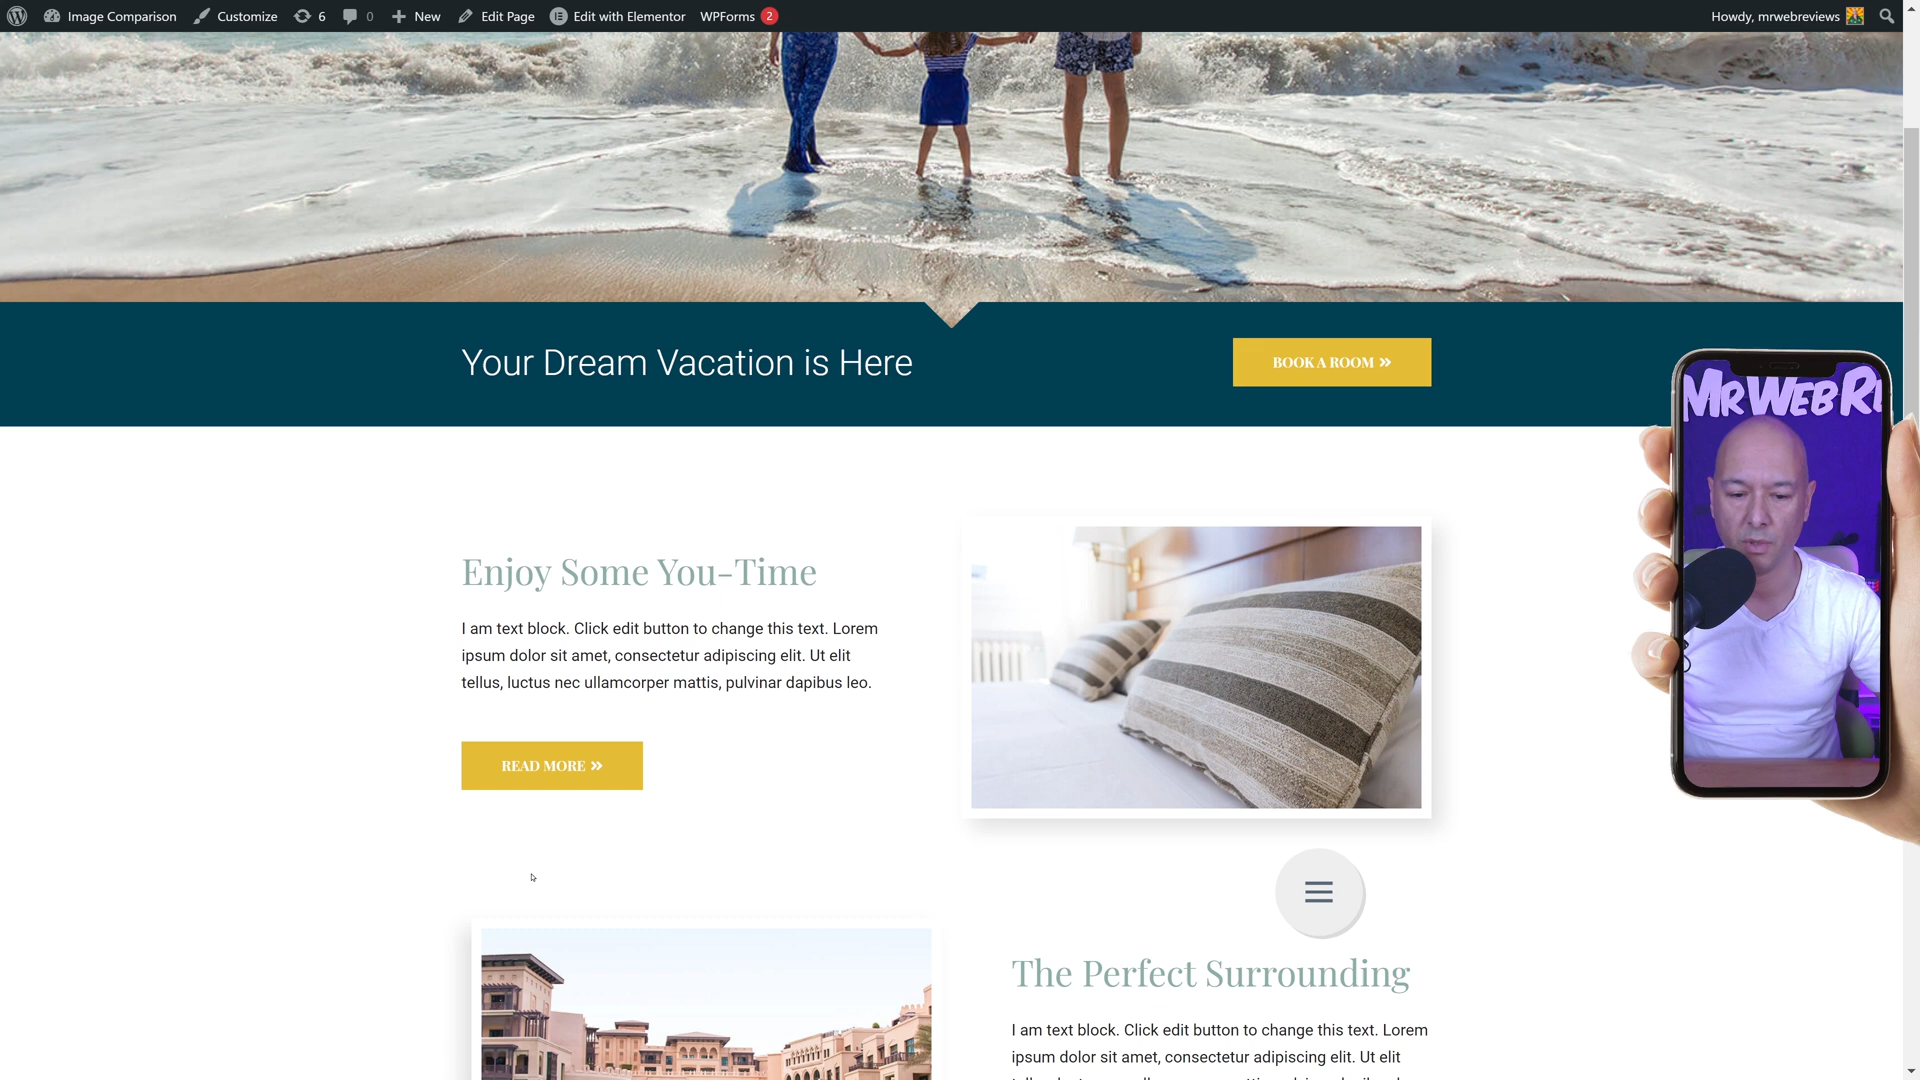 Image Comparison Customize 6 0 New Edit Page Edit with Elementor WPForms 2 Howdy, mrwebreviews
Your Dream Vacation is Here
BOOK A ROOM
MRWEBR
Enjoy Some You-Time
I am text block. Click edit button to change this text. Lorem
ipsum dolor sit amet, consectetur adipiscing elit. Ut elit
tellus, luctus nec ullamcorper mattis, pulvinar dapibus leo.
READ MORE
The Perfect Surrounding
I am text block. Click edit button to change this text. Lorem
ipsum dolor sit amet, consectetur adipiscing elit. Ut elit